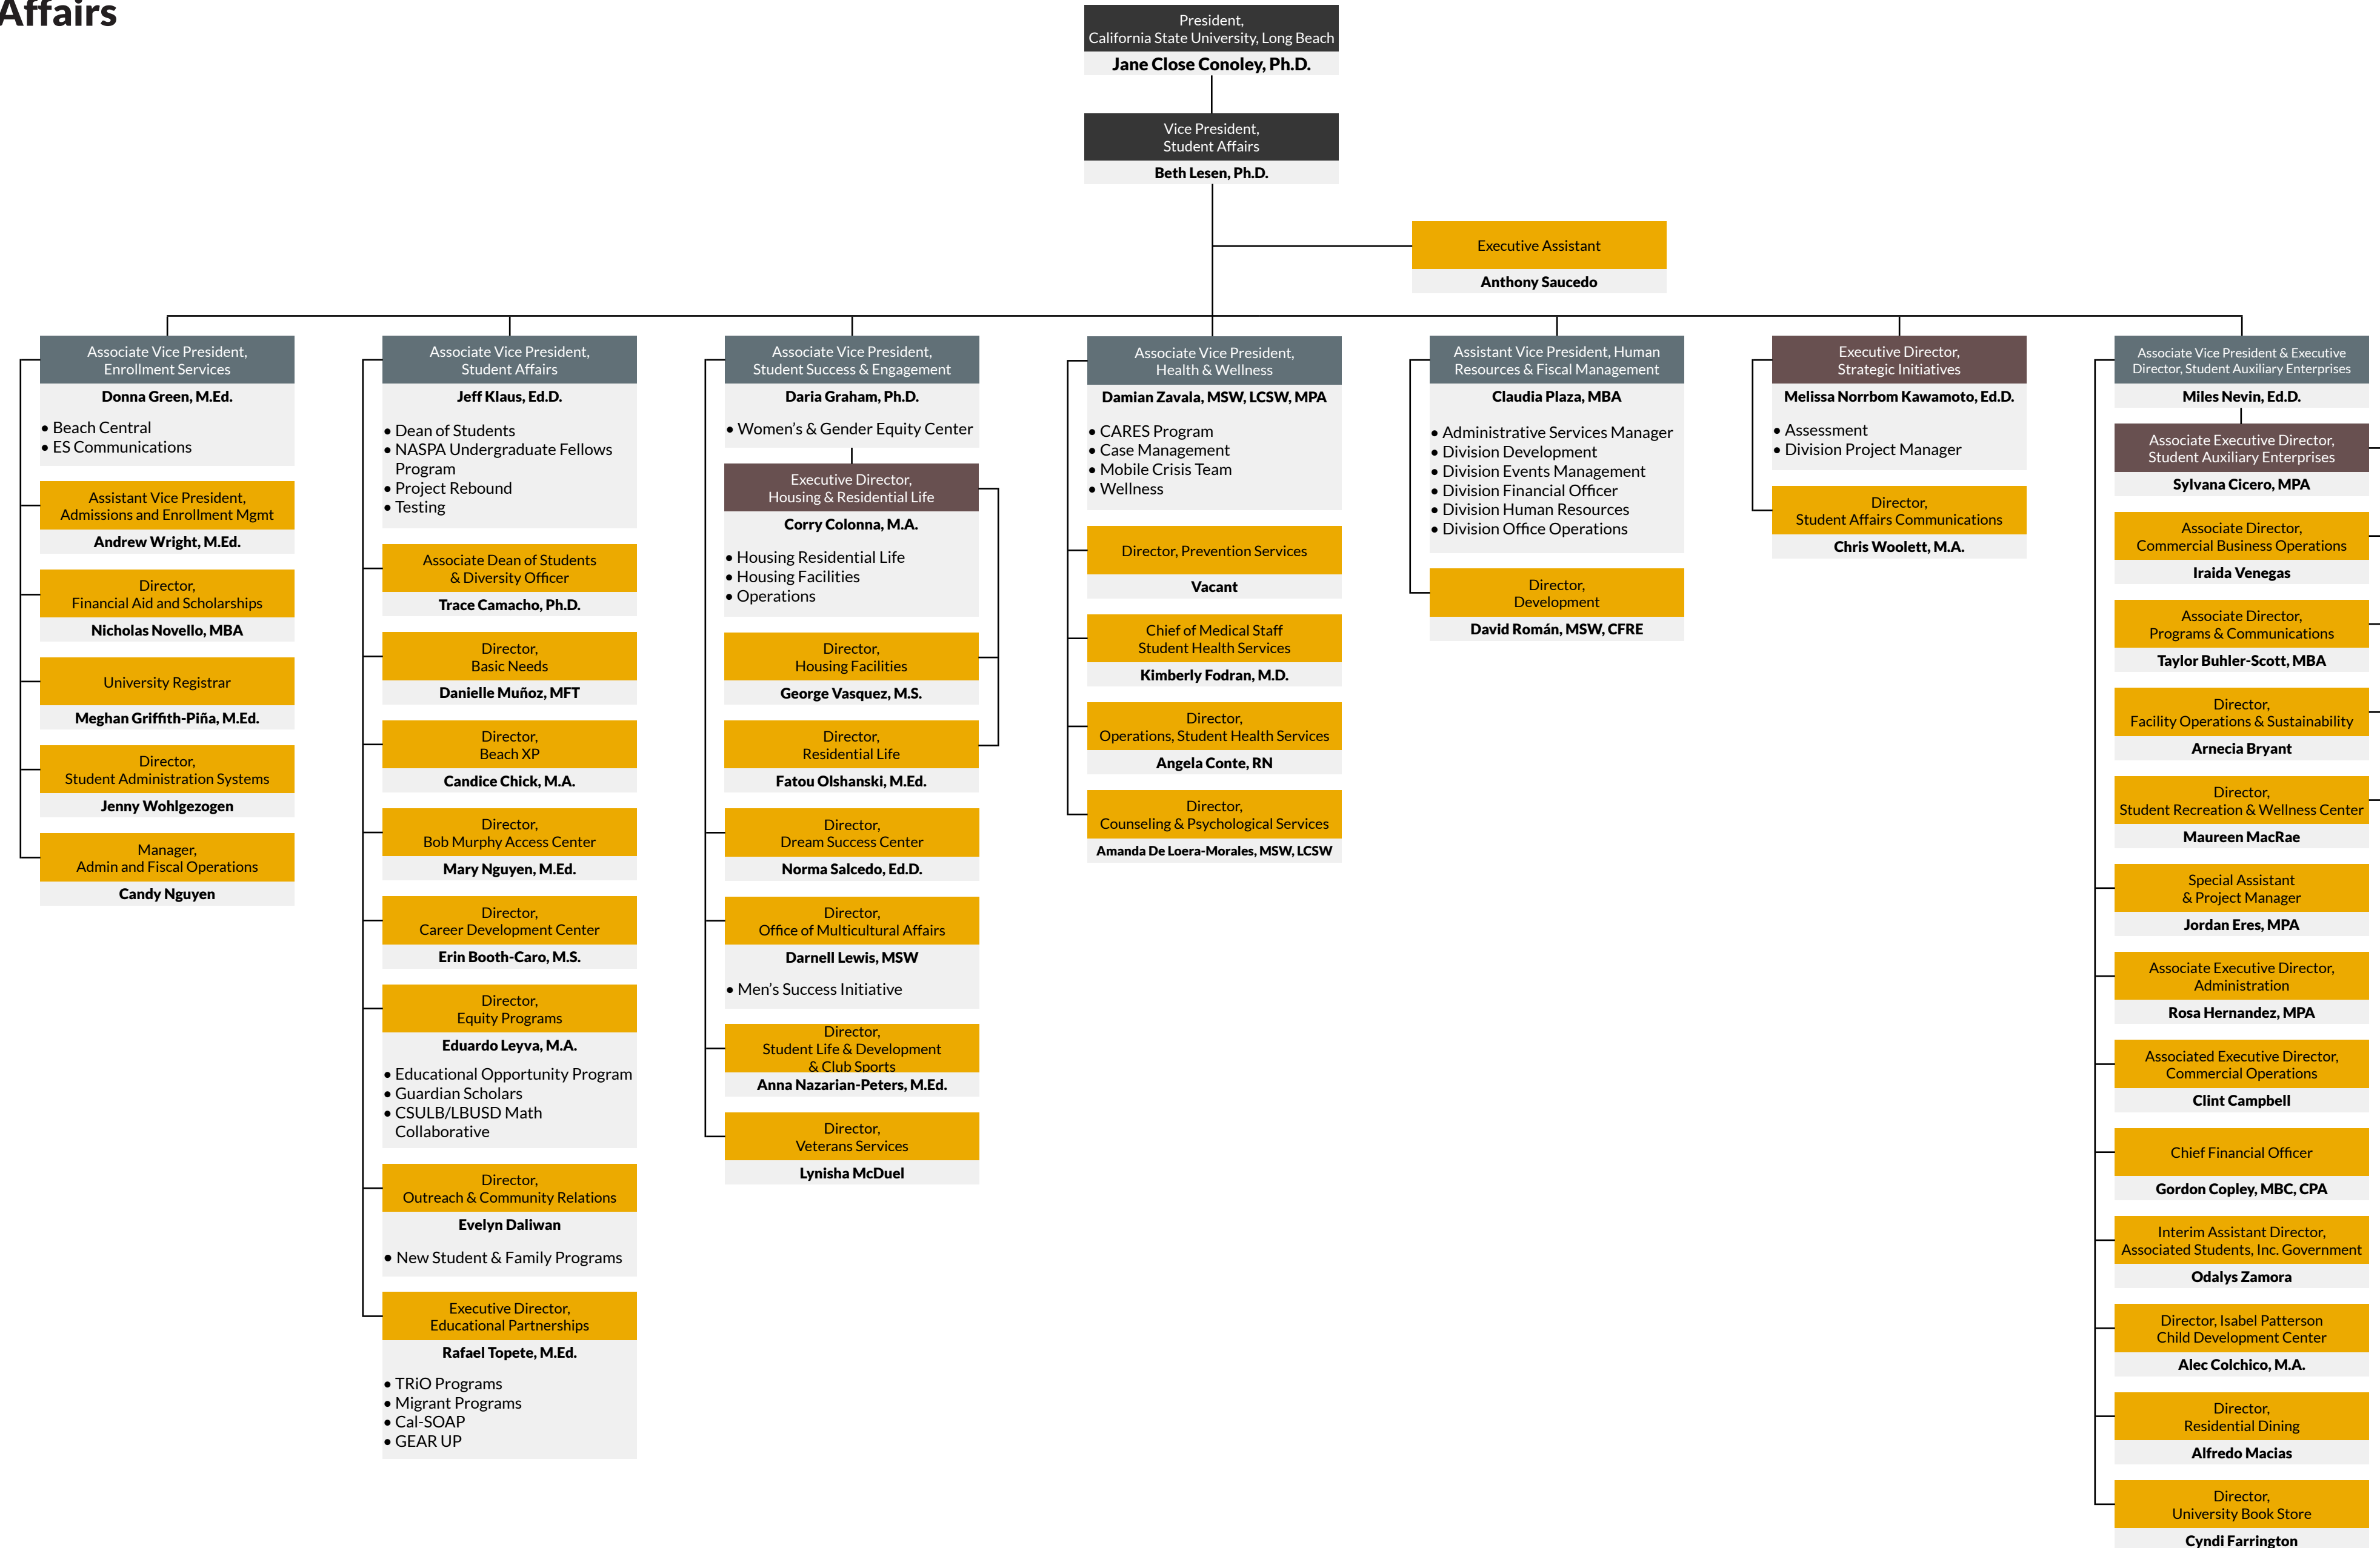 Affairs
President,
California State University, Long Beach
Jane Close Conoley, Ph.D.
Vice President,
Student Affairs
Beth Lesen, Ph.D.
Executive Assistant
Anthony Saucedo
Associate Vice President,
Enrollment Services
Donna Green, M.Ed.
• Beach Central
• ES Communications
Assistant Vice President,
Admissions and Enrollment Mgmt
Andrew Wright, M.Ed.
Director,
Financial Aid and Scholarships
Nicholas Novello, MBA
University Registrar
Meghan Griffith-Piña, M.Ed.
Director,
Student Administration Systems
Jenny Wohlgezogen
Manager,
Admin and Fiscal Operations
Candy Nguyen
Associate Vice President,
Student Affairs
Jeff Klaus, Ed.D.
• Dean of Students
• NASPA Undergraduate Fellows
Program
• Project Rebound
• Testing
Associate Dean of Students
& Diversity Officer
Trace Camacho, Ph.D.
Director,
Basic Needs
Danielle Muñoz, MFT
Director,
Beach XP
Candice Chick, M.A.
Director,
Bob Murphy Access Center
Mary Nguyen, M.Ed.
Director,
Career Development Center
Erin Booth-Caro, M.S.
Director,
Equity Programs
Eduardo Leyva, M.A.
• Educational Opportunity Program
• Guardian Scholars
• CSULB/LBUSD Math
Collaborative
Director,
Outreach & Community Relations
Evelyn Daliwan
• New Student & Family Programs
Executive Director,
Educational Partnerships
Rafael Topete, M.Ed.
• TRiO Programs
• Migrant Programs
• Cal-SOAP
• GEAR UP
Associate Vice President,
Student Success & Engagement
Daria Graham, Ph.D.
• Women’s & Gender Equity Center
Executive Director,
Housing & Residential Life
Corry Colonna, M.A.
• Housing Residential Life
• Housing Facilities
• Operations
Director,
Housing Facilities
George Vasquez, M.S.
Director,
Residential Life
Fatou Olshanski, M.Ed.
Director,
Dream Success Center
Norma Salcedo, Ed.D.
Director,
Office of Multicultural Affairs
Darnell Lewis, MSW
• Men’s Success Initiative
Director,
Student Life & Development
& Club Sports
Anna Nazarian-Peters, M.Ed.
Director,
Veterans Services
Lynisha McDuel
Associate Vice President,
Health & Wellness
Damian Zavala, MSW, LCSW, MPA
• CARES Program
• Case Management
• Mobile Crisis Team
• Wellness
Director, Prevention Services
Vacant
Chief of Medical Staff
Student Health Services
Kimberly Fodran, M.D.
Director,
Operations, Student Health Services
Angela Conte, RN
Director,
Counseling & Psychological Services
Amanda De Loera-Morales, MSW, LCSW
Assistant Vice President, Human
Resources & Fiscal Management
Claudia Plaza, MBA
• Administrative Services Manager
• Division Development
• Division Events Management
• Division Financial Officer
• Division Human Resources
• Division Office Operations
Director,
Development
David Román, MSW, CFRE
Executive Director,
Strategic Initiatives
Melissa Norrbom Kawamoto, Ed.D.
• Assessment
• Division Project Manager
Director,
Student Affairs Communications
Chris Woolett, M.A.
Associate Vice President & Executive
Director, Student Auxiliary Enterprises
Miles Nevin, Ed.D.
Associate Executive Director,
Student Auxiliary Enterprises
Sylvana Cicero, MPA
Associate Director,
Commercial Business Operations
Iraida Venegas
Associate Director,
Programs & Communications
Taylor Buhler-Scott, MBA
Director,
Facility Operations & Sustainability
Arnecia Bryant
Director,
Student Recreation & Wellness Center
Maureen MacRae
Special Assistant
& Project Manager
Jordan Eres, MPA
Associate Executive Director,
Administration
Rosa Hernandez, MPA
Associated Executive Director,
Commercial Operations
Clint Campbell
Chief Financial Officer
Gordon Copley, MBC, CPA
Interim Assistant Director,
Associated Students, Inc. Government
Odalys Zamora
Director, Isabel Patterson
Child Development Center
Alec Colchico, M.A.
Director,
Residential Dining
Alfredo Macias
Director,
University Book Store
Cyndi Farrington